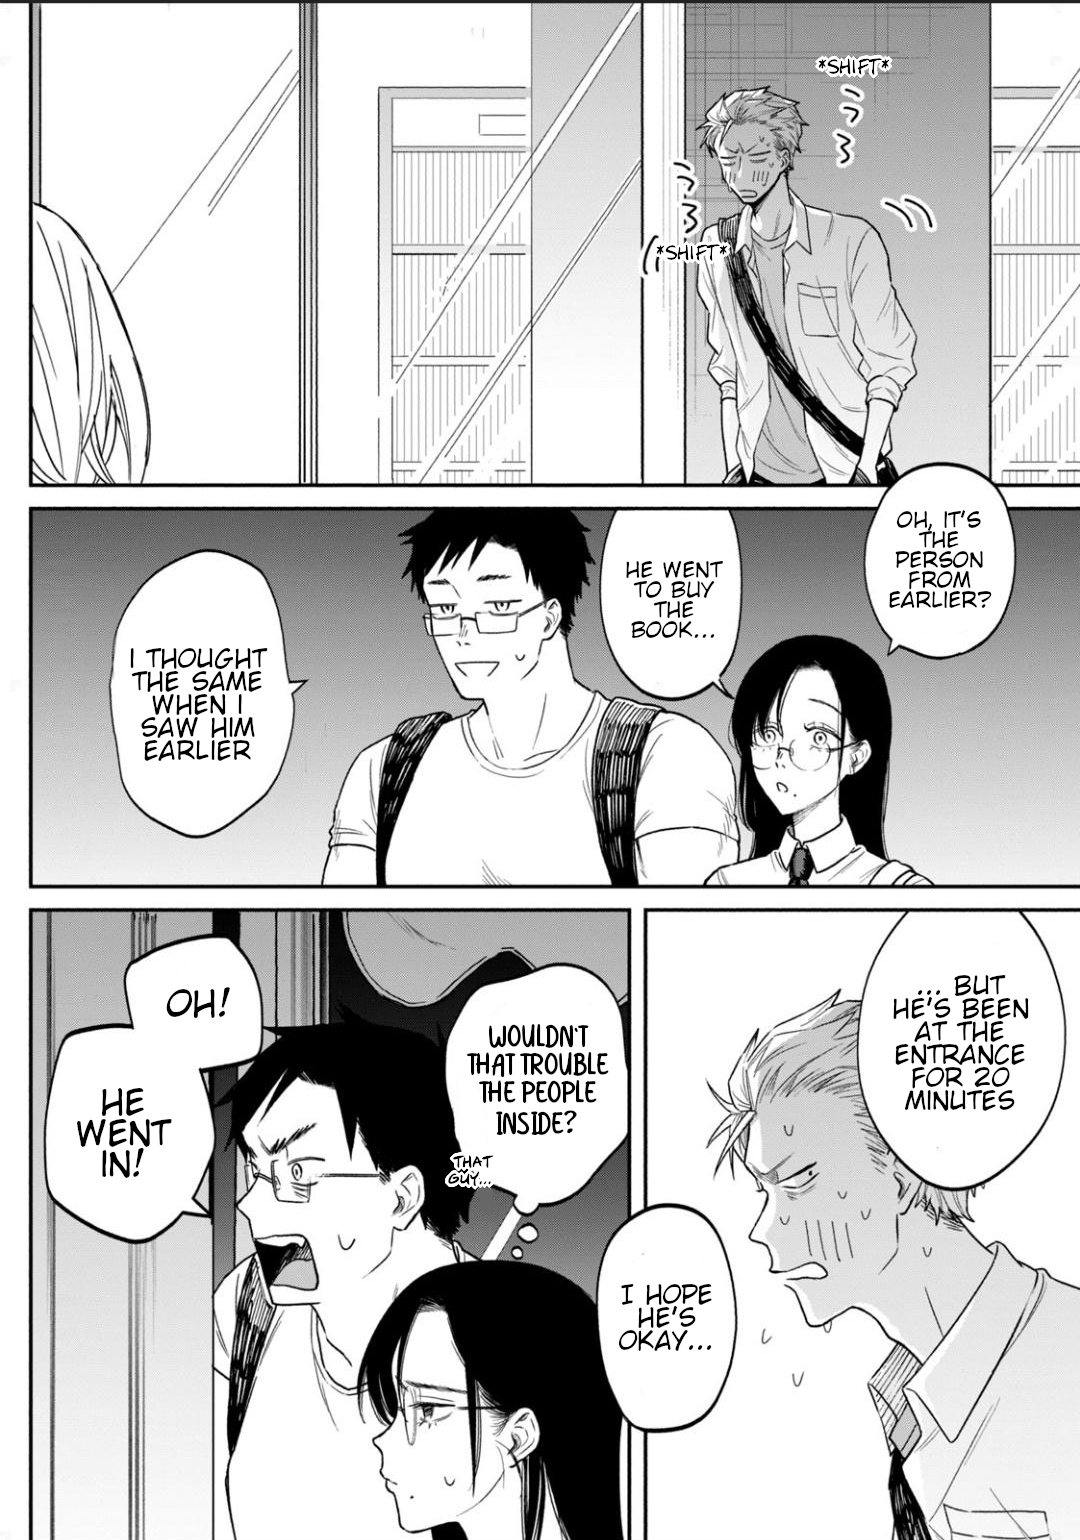 *SHIFT*
*SHIFT*
OH, IT'S
THE
PERSON
FROM
EARLIER?
HE WENT
TO BUY
THE
BOOK...
I THOUGHT
THE SAME
WHEN I
SAW HIM
EARLIER
... BUT
HE'S BEEN
AT THE
ENTRANCE
FOR 20
MINUTES
I HOPE
HE'S
OKAY...
WOULDN'T
THAT TROUBLE
THE PEOPLE
INSIDE?
THAT
GUY...
OH!
HE
WENT
IN!